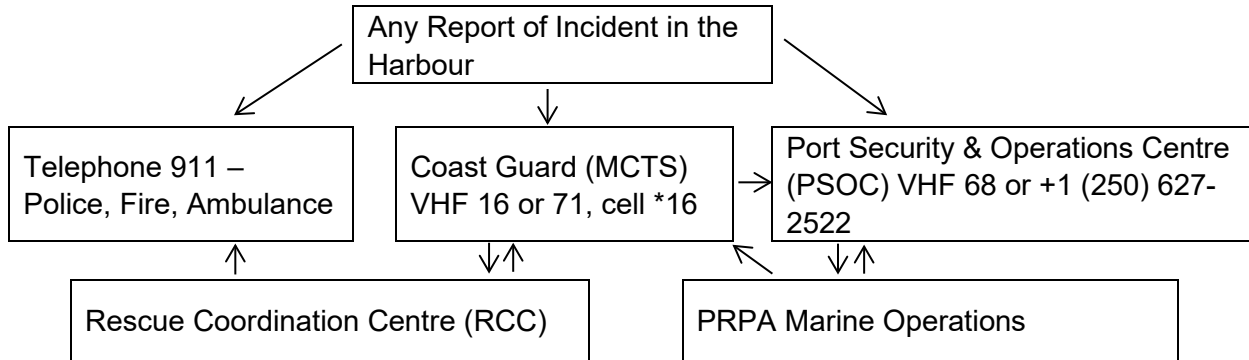 Any Report of Incident in the
Harbour
Telephone 911 –
Police, Fire, Ambulance
Coast Guard (MCTS)
VHF 16 or 71, cell *16
Port Security & Operations Centre
(PSOC) VHF 68 or +1 (250) 627-
2522
Rescue Coordination Centre (RCC)
PRPA Marine Operations